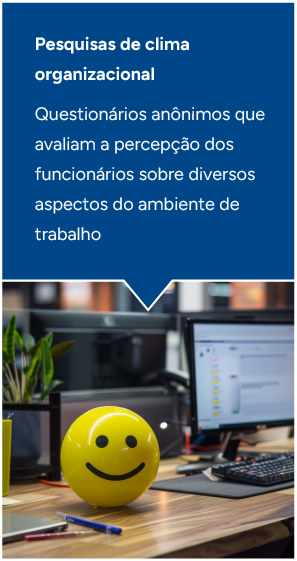 Pesquisas de clima
organizacional
Questionários anônimos que
avaliam a percepção dos
funcionários sobre diversos
aspectos do ambiente de
trabalho